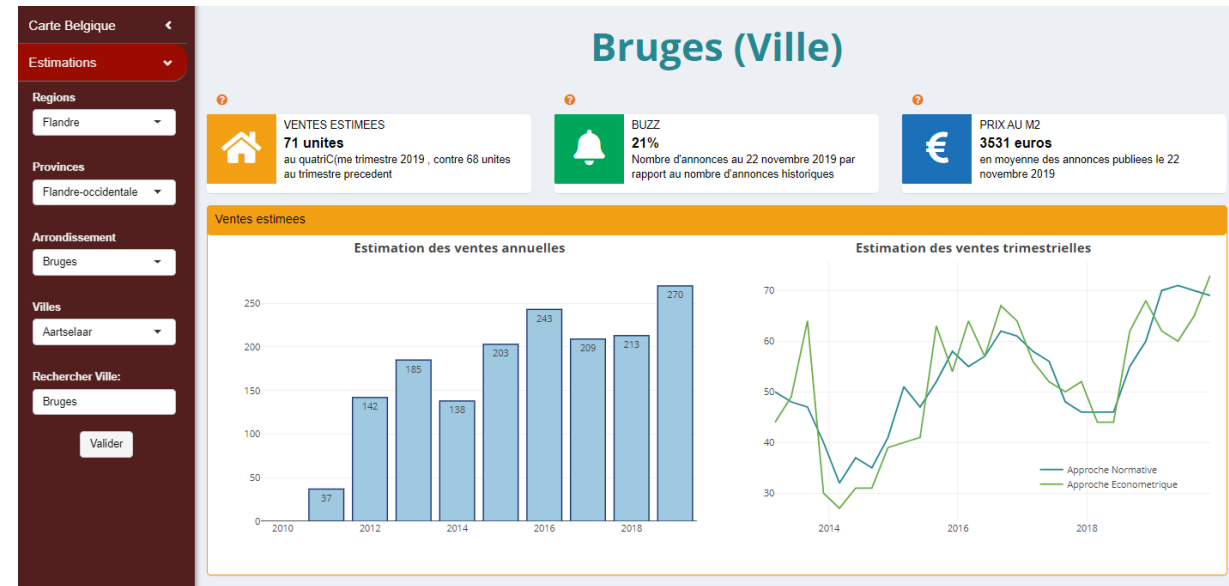 Carte Belgique
Estimations
Regions
Flandre
Provinces
Flandre-occidentale
Arrondissement
Bruges
Villes
Aartselaar
Rechercher Ville:
Bruges
Valider
Bruges (Ville)
VENTES ESTIMEES
71 unites
au quatriC(me trimestre 2019 , contre 68 unites
au trimestre precedent
BUZZ
21%
Nombre d'annonces au 22 novembre 2019 par
rapport au nombre d'annonces historiques
PRIX AU M2
3531 euros
en moyenne des annonces publiees le 22
novembre 2019
Ventes estimees
Estimation des ventes annuelles
250
200
150
100
50
0
37
142
185
138
203
243
209
213
270
2010
2012
2014
2016
2018
Estimation des ventes trimestrielles
70
60
50
40
30
Approche Normative
Approche Econometrique
2014
2016
2018